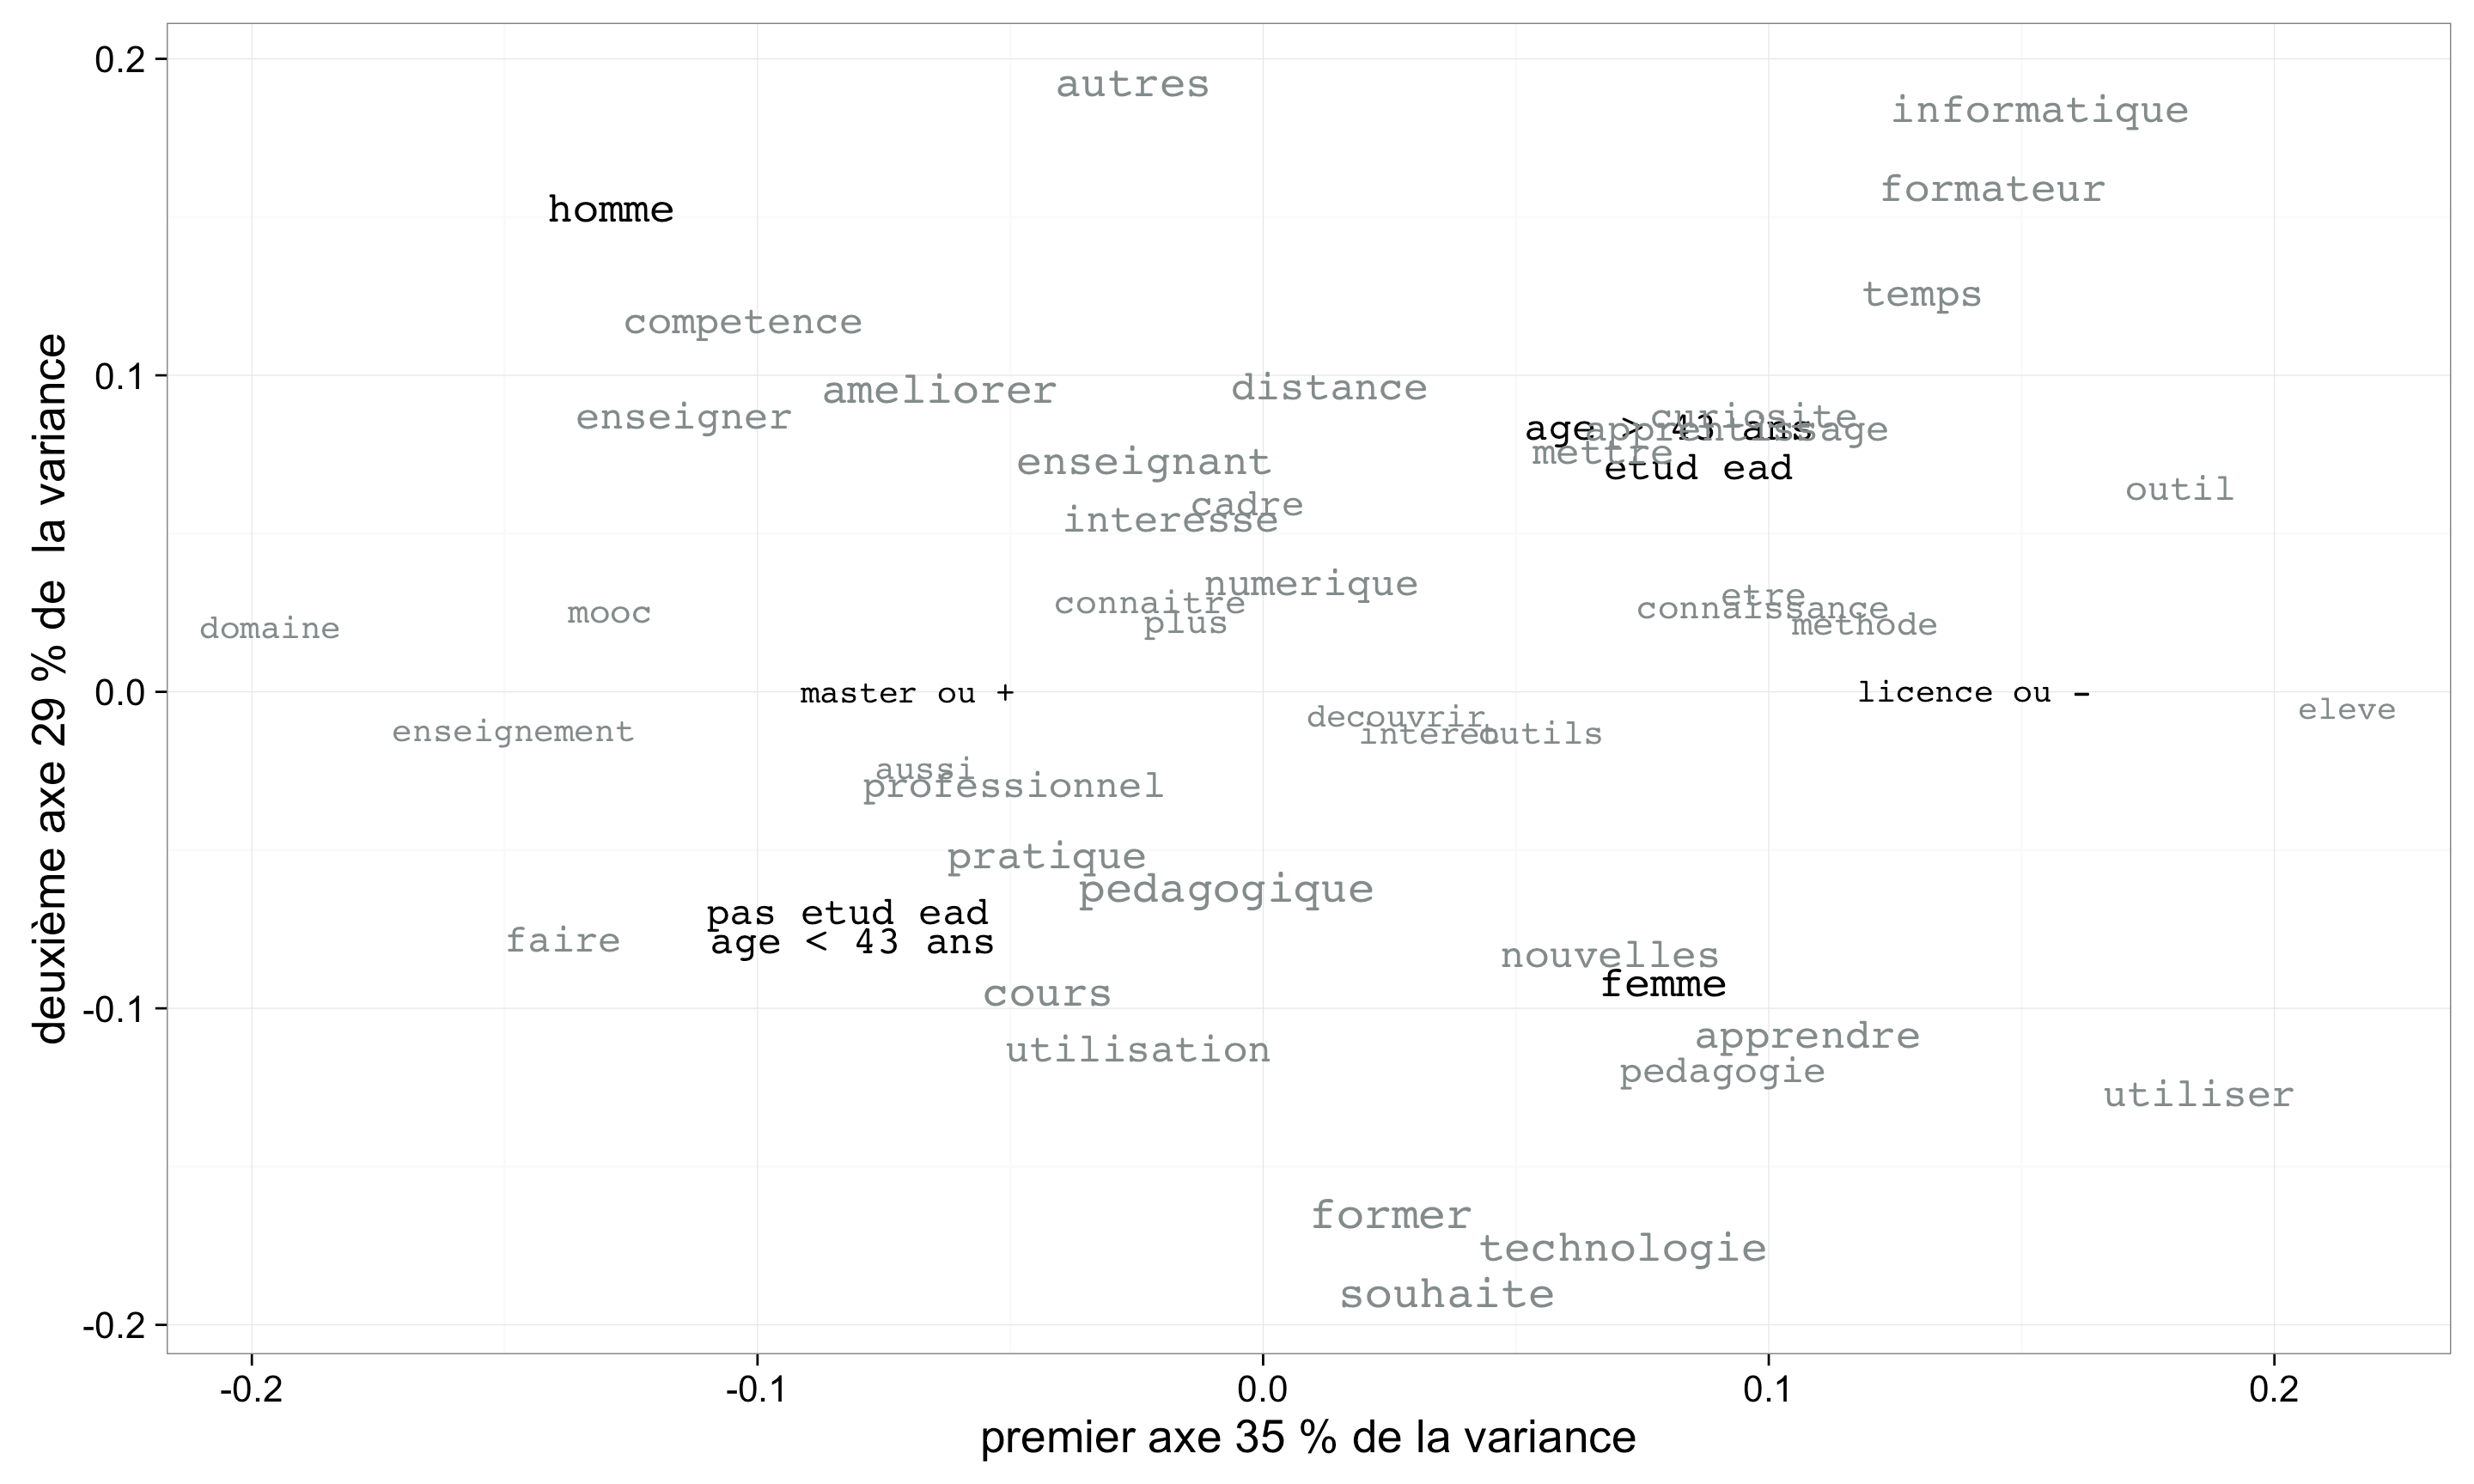 0.2
autres
informatique
formateur
homme
temps
competence
0.1
ameliorer
distance
enseigner
curiosite
age > 43 ans
apprentissage
mettre
enseignant
etud ead
outil
cadre
interesse
numerique
etre
connaitre
connaissance
mooc
plus
methode
domaine
0.0
master ou +
licence ou -
eleve
decouvrir
enseignement
interet
outils
aussi
professionnel
pratique
pedagogique
pas etud ead
faire
age < 43 ans
nouvelles
femme
cours
-0.1
apprendre
utilisation
pedagogie
utiliser
former
technologie
souhaite
-0.2
-0.2 -0.1 0.0 0.1 0.2
premier axe 35 % de la variance
deuxième axe 29 % de la variance